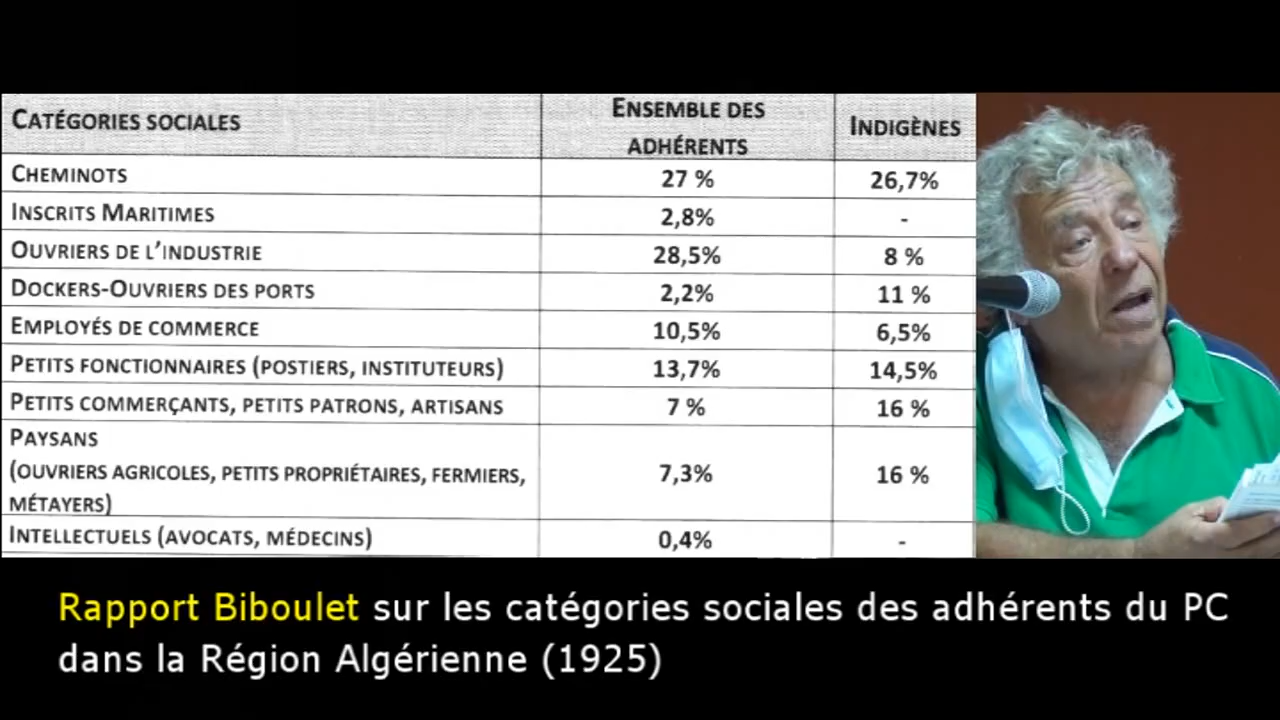 CATÉGORIES SOCIALES ENSEMBLE DES ADHÉRENTS INDIGÈNES
CHEMINOTS 27 % 26,7%
INSCRITS MARITIMES 2,8% -
OUVRIERS DE L'INDUSTRIE 28,5% 8 %
DOCKERS-OUVRIERS DES PORTS 2,2% 11 %
EMPLOYÉS DE COMMERCE 10,5% 6,5%
PETITS FONCTIONNAIRES (POSTIERS, INSTITUTEURS) 13,7% 14,5%
PETITS COMMERÇANTS, PETITS PATRONS, ARTISANS 7 % 16 %
PAYSANS
(OUVRIERS AGRICOLES, PETITS PROPRIÉTAIRES, FERMIERS, 7,3% 16 %
MÉTAYERS)
INTELLECTUELS (AVOCATS, MÉDECINS) 0,4% -
Rapport Biboulet sur les catégories sociales des adhérents du PC
dans la Région Algérienne (1925)